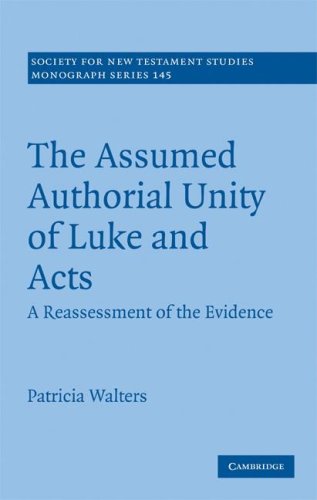 SOCIETY FOR NEW TESTAMENT STUDIES
MONOGRAPH SERIES 145
The Assumed
Authorial Unity
of Luke and
Acts
A Reassessment of the Evidence
Patricia Walters
CAMBRIDGE